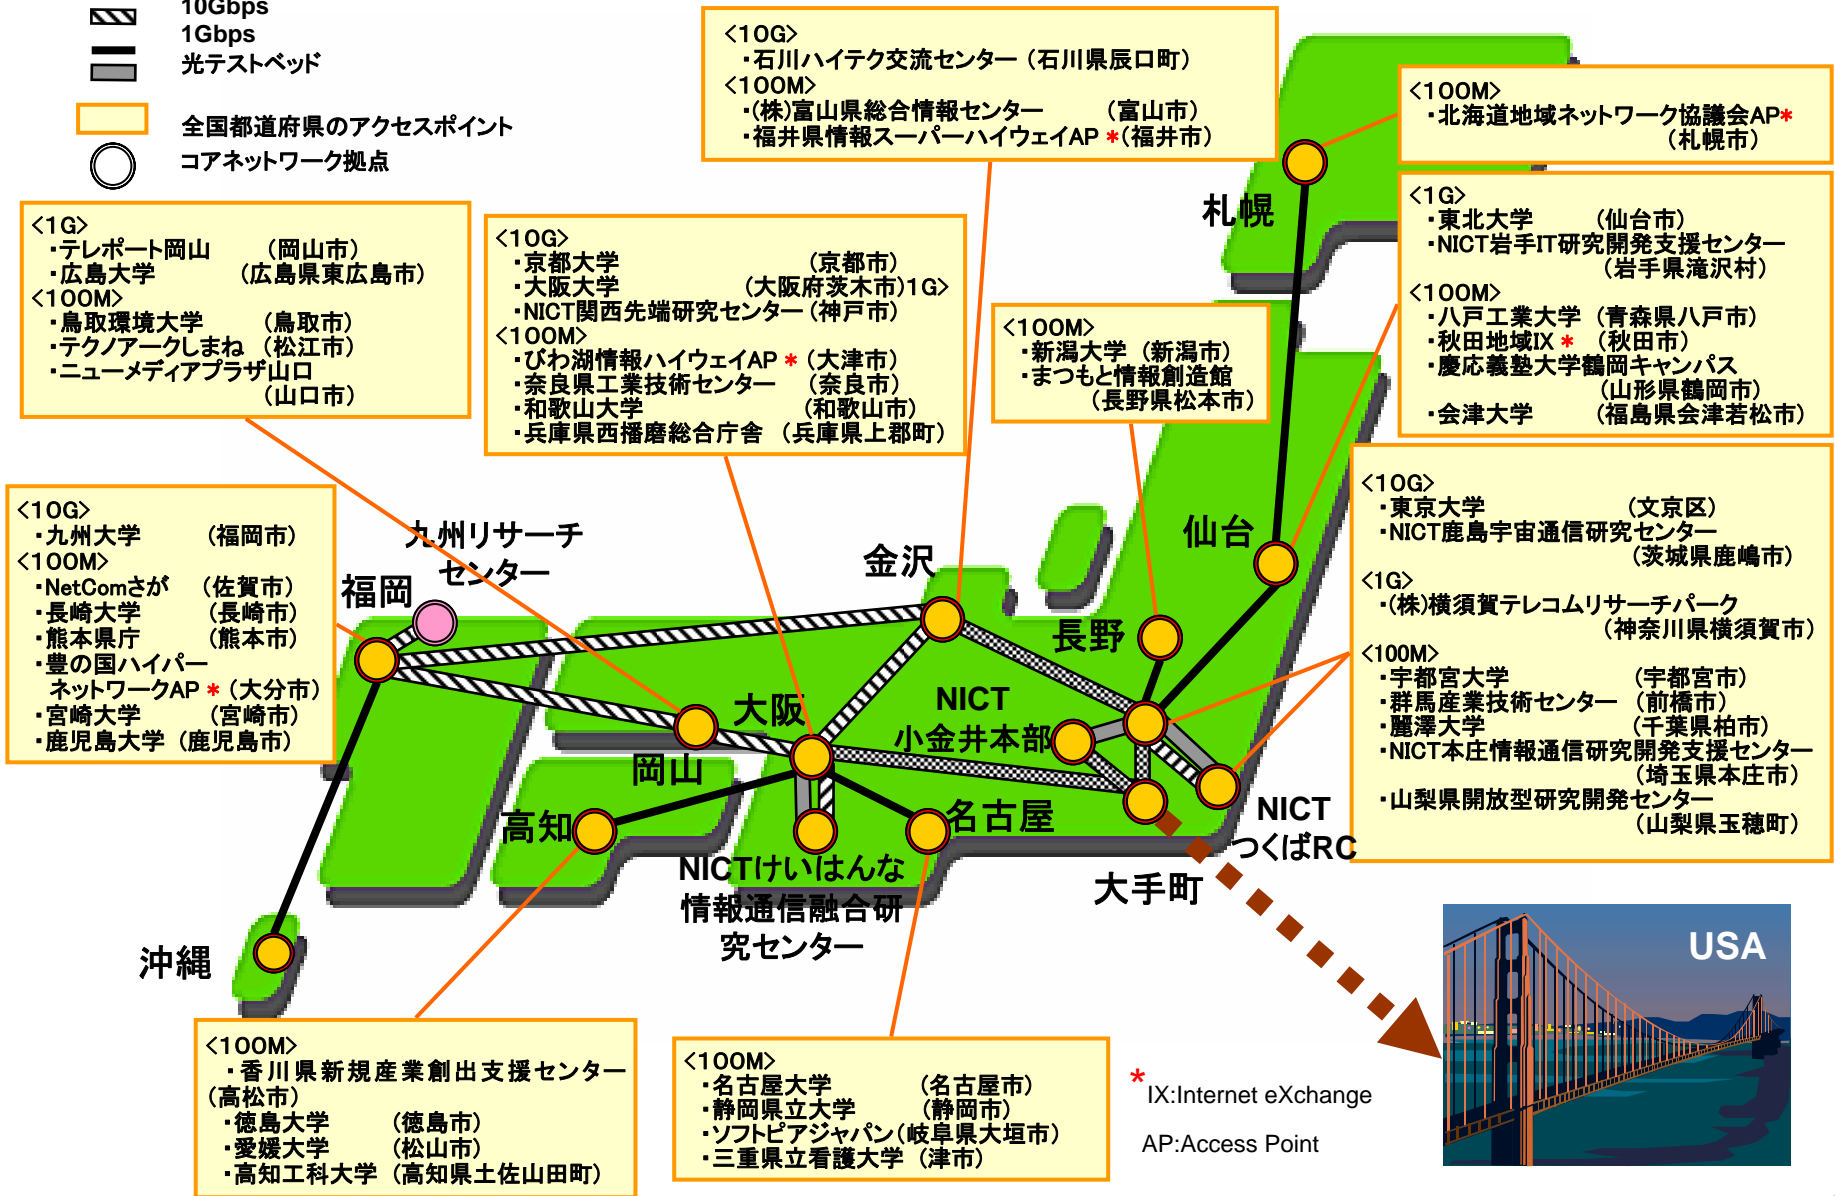 10Gbps
1Gbps
光テストベッド
全国都道府県のアクセスポイント
コアネットワーク拠点
<10G>
・石川ハイテク交流センター（石川県辰口町）
<100M>
・(株)富山県総合情報センター （富山市）
・福井県情報スーパーハイウェイAP *（福井市）
<100M>
・北海道地域ネットワーク協議会AP*
（札幌市）
<1G>
・東北大学 （仙台市）
・NICT岩手IT研究開発支援センター
（岩手県滝沢村）
<100M>
・八戸工業大学 （青森県八戸市）
・秋田地域IX * （秋田市）
・慶応義塾大学鶴岡キャンパス
（山形県鶴岡市）
・会津大学 （福島県会津若松市）
<1G>
・テレポート岡山 （岡山市）
・広島大学 （広島県東広島市）
<100M>
・鳥取環境大学 （鳥取市）
・テクノアークしまね （松江市）
・ニューメディアプラザ山口
（山口市）
<10G>
・京都大学 （京都市）
・大阪大学 （大阪府茨木市）1G>
・NICT関西先端研究センター（神戸市）
<100M>
・びわ湖情報ハイウェイAP *（大津市）
・奈良県工業技術センター （奈良市）
・和歌山大学 （和歌山市）
・兵庫県西播磨総合庁舎 （兵庫県上郡町）
<100M>
・新潟大学 （新潟市）
・まつもと情報創造館
（長野県松本市）
<10G>
・東京大学 （文京区）
・NICT鹿島宇宙通信研究センター
（茨城県鹿嶋市）
<1G>
・(株)横須賀テレコムリサーチパーク
（神奈川県横須賀市）
<100M>
・宇都宮大学 （宇都宮市）
・群馬産業技術センター （前橋市）
・麗澤大学 （千葉県柏市）
・NICT本庄情報通信研究開発支援センター
（埼玉県本庄市）
・山梨県開放型研究開発センター
（山梨県玉穂町）
<10G>
・九州大学 （福岡市）
<100M>
・NetComさが （佐賀市）
・長崎大学 （長崎市）
・熊本県庁 （熊本市）
・豊の国ハイパー
ネットワークAP *（大分市）
・宮崎大学 （宮崎市）
・鹿児島大学 （鹿児島市）
札幌
仙台
九州リサーチ
センター
福岡
金沢
長野
大阪
NICT
小金井本部
岡山
高知
名古屋
NICT
つくばRC
大手町
NICTけいはんな
情報通信融合研
究センター
沖縄
USA
<100M>
・香川県新規産業創出支援センター
（高松市）
・徳島大学 （徳島市）
・愛媛大学 （松山市）
・高知工科大学 （高知県土佐山田町）
<100M>
・名古屋大学 （名古屋市）
・静岡県立大学 （静岡市）
・ソフトピアジャパン（岐阜県大垣市）
・三重県立看護大学 （津市）
*IX:Internet eXchange
AP:Access Point